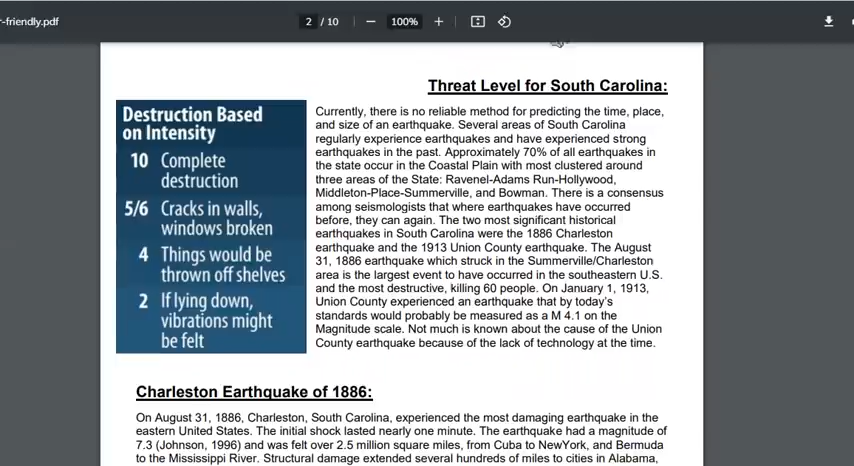 r-friendly.pdf
2 / 10
100%
Threat Level for South Carolina:
Destruction Based
on Intensity
10 Complete
destruction
5/6 Cracks in walls,
windows broken
4 Things would be
thrown off shelves
2 If lying down,
vibrations might
be felt
Currently, there is no reliable method for predicting the time, place,
and size of an earthquake. Several areas of South Carolina
regularly experience earthquakes and have experienced strong
earthquakes in the past. Approximately 70% of all earthquakes in
the state occur in the Coastal Plain with most clustered around
three areas of the State: Ravenel-Adams Run-Hollywood,
Middleton-Place-Summerville, and Bowman. There is a consensus
among seismologists that where earthquakes have occurred
before, they can again. The two most significant historical
earthquakes in South Carolina were the 1886 Charleston
earthquake and the 1913 Union County earthquake. The August
31, 1886 earthquake which struck in the Summerville/Charleston
area is the largest event to have occurred in the southeastern U.S.
and the most destructive, killing 60 people. On January 1, 1913,
Union County experienced an earthquake that by today's
standards would probably be measured as a M 4.1 on the
Magnitude scale. Not much is known about the cause of the Union
County earthquake because of the lack of technology at the time.
Charleston Earthquake of 1886:
On August 31, 1886, Charleston, South Carolina, experienced the most damaging earthquake in the
eastern United States. The initial shock lasted nearly one minute. The earthquake had a magnitude of
7.3 (Johnson, 1996) and was felt over 2.5 million square miles, from Cuba to NewYork, and Bermuda
to the Mississippi River. Structural damage extended several hundreds of miles to cities in Alabama,